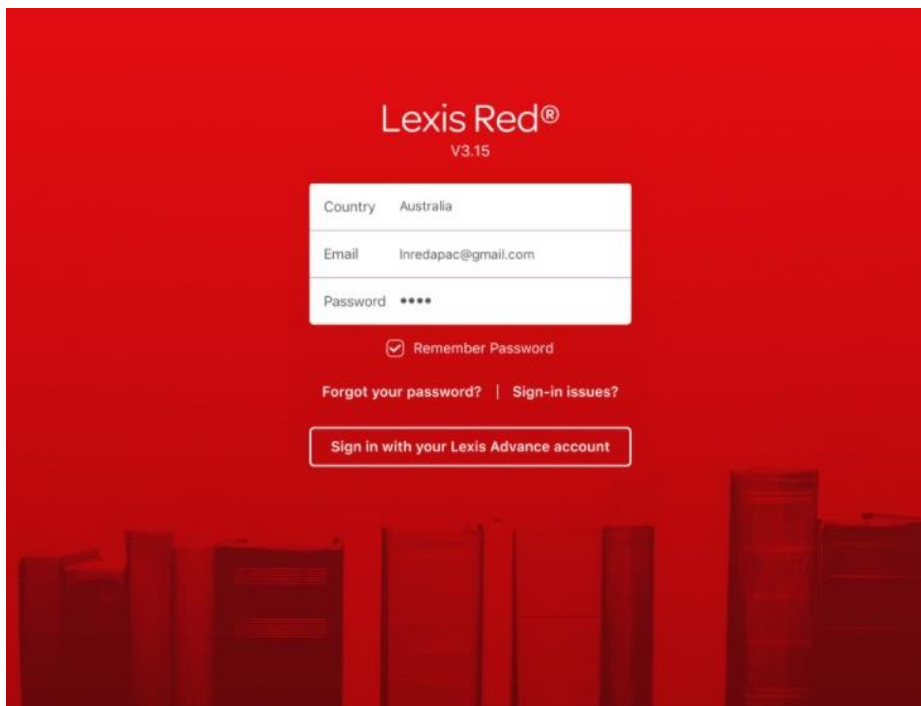 Lexis Red®
V3.15
Country Australia
Email lnredapac@gmail.com
Password ••••
Remember Password
Forgot your password? | Sign-in issues?
Sign in with your Lexis Advance account